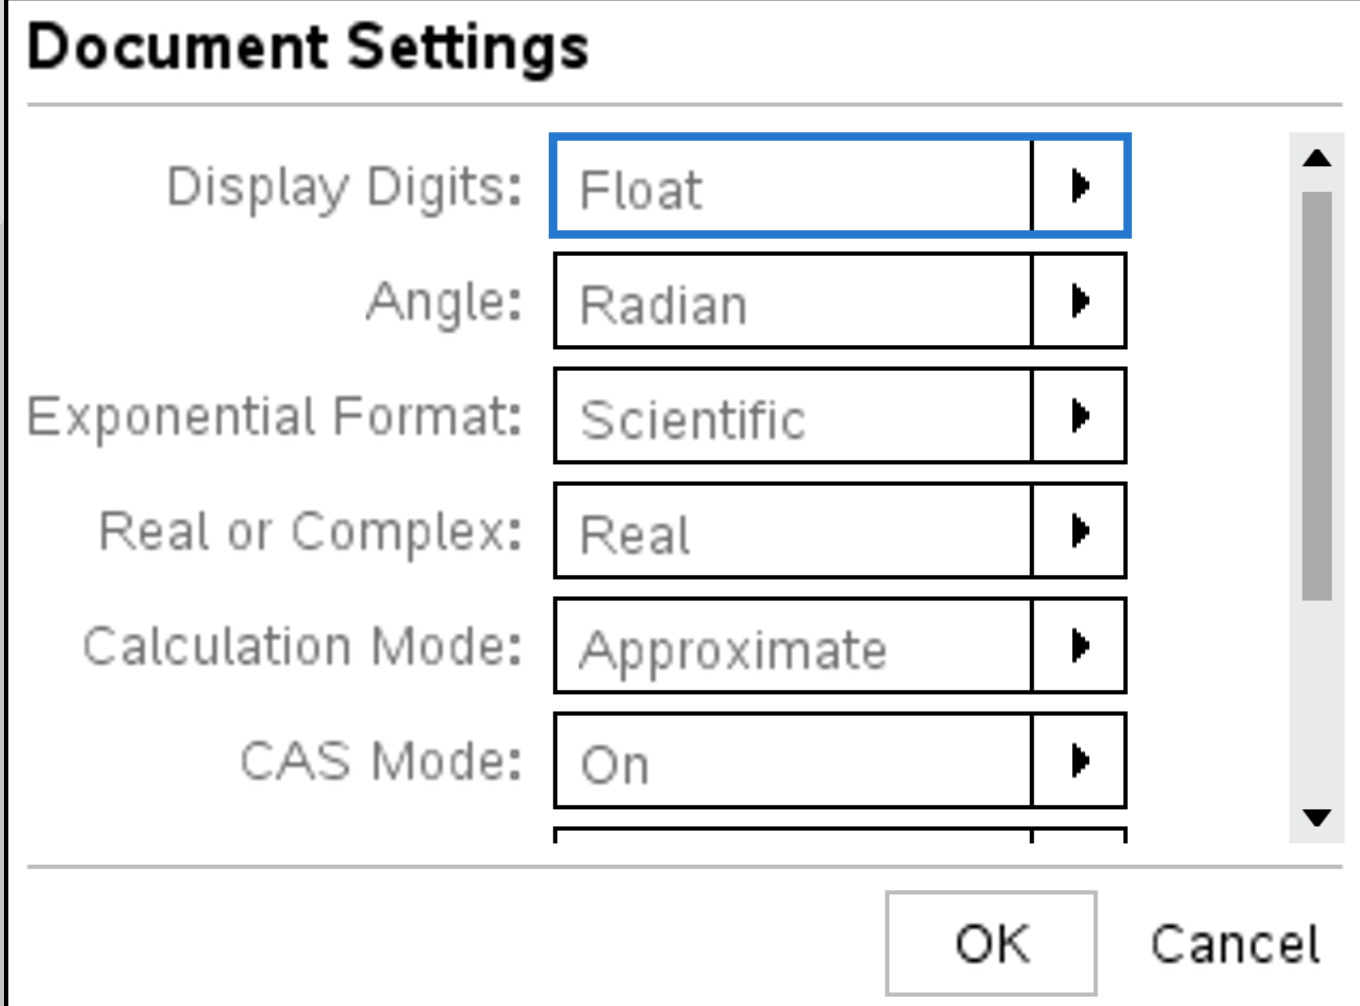 Document Settings
Display Digits: Float
Angle: Radian
Exponential Format: Scientific
Real or Complex: Real
Calculation Mode: Approximate
CAS Mode: On
OK Cancel